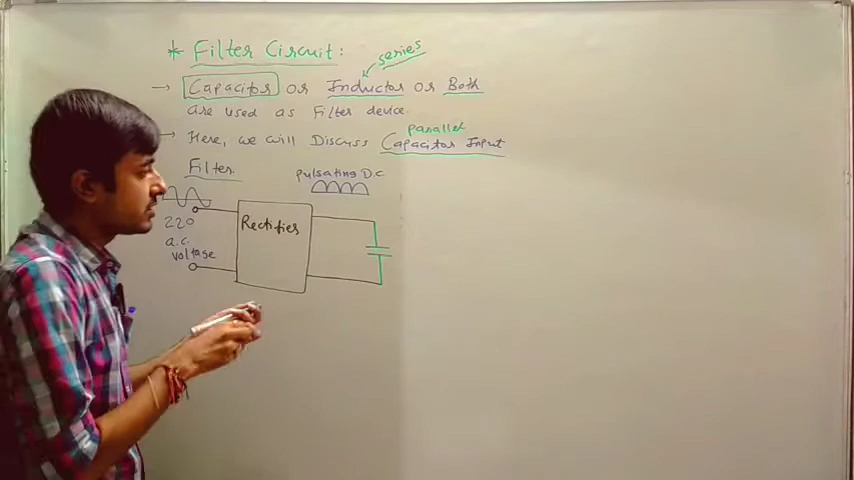 * Filter Circuit:
series
→ Capacitor or Inductor or Both
are used as Filter device.
parallel
→ Here, we will Discuss Capacitor Input
Filter.
pulsating D.C
220
a.c.
voltage
Rectifier